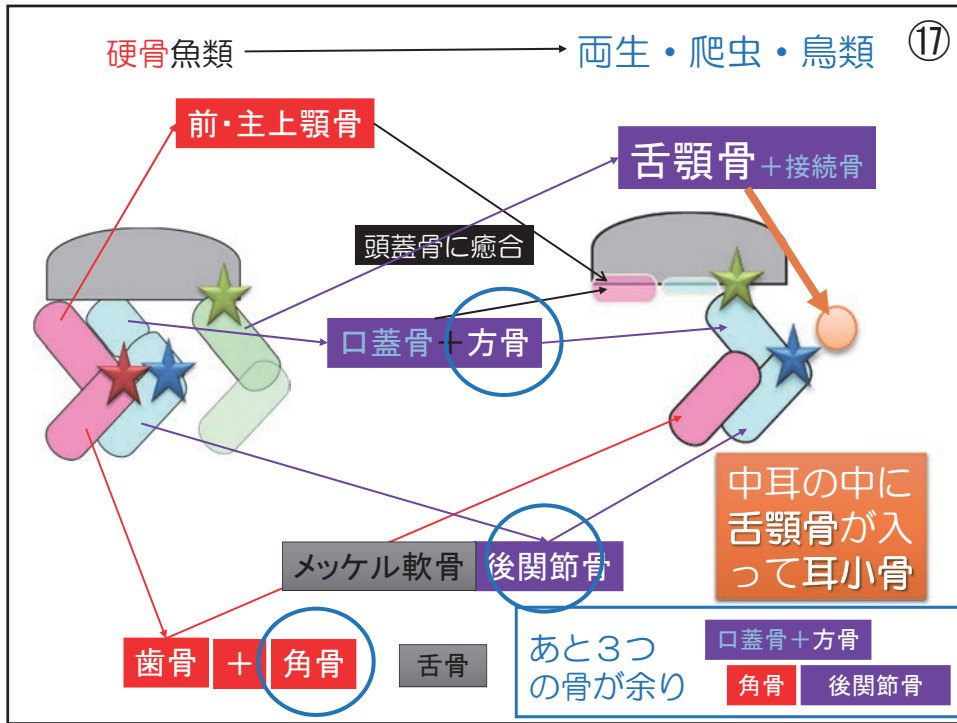 硬骨魚類
両生・爬虫・鳥類
⑰
前・主上顎骨
舌顎骨+接続骨
頭蓋骨に癒合
口蓋骨+方骨
メッケル軟骨 後関節骨
歯骨 + 角骨
舌骨
中耳の中に
舌顎骨が入
って耳小骨
あと3つ
の骨が余り
口蓋骨+方骨
角骨 後関節骨